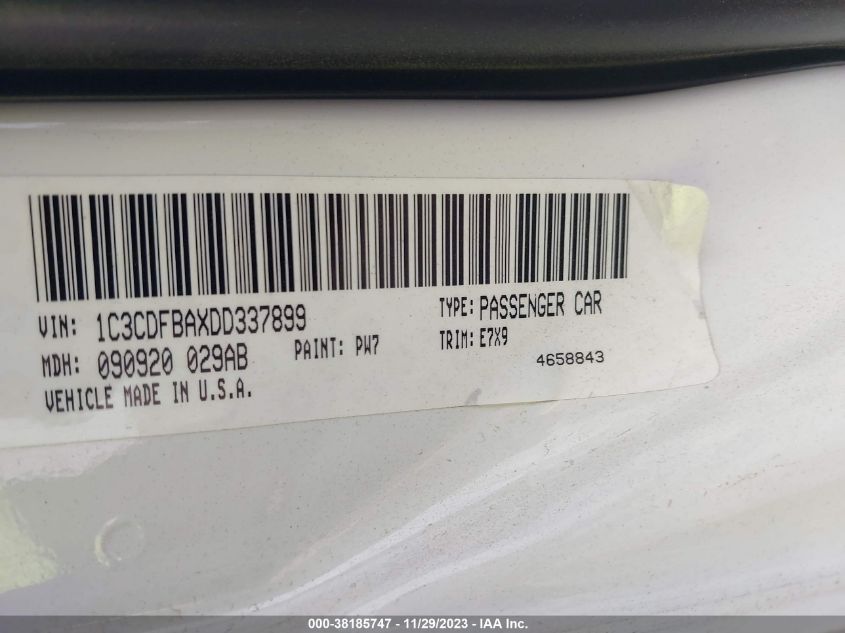 VIN: 1C3CDFBAXDD337899
TYPE: PASSENGER CAR
MDH: 090920 029AB
PAINT: PW7
TRIM: E7X9
VEHICLE MADE IN U.S.A.
4658843
000-38185747 - 11/29/2023 - IAA Inc.